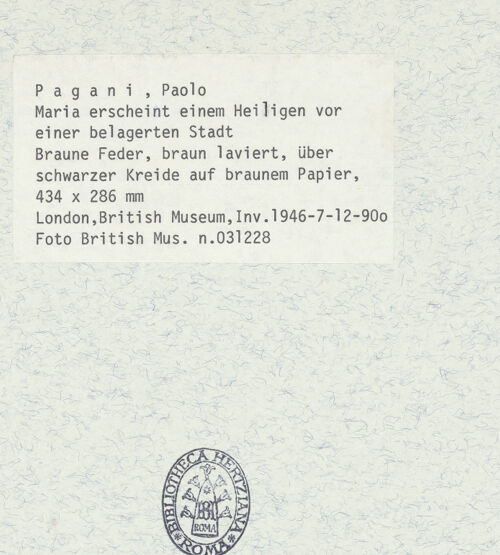 P a g a n i , Paolo
Maria erscheint einem Heiligen vor
einer belagerten Stadt
Braune Feder, braun laviert, über
schwarzer Kreide auf braunem Papier,
434 x 286 mm
London,British Museum,Inv.1946-7-12-90o
Foto British Mus. n.031228
*BIBLIOTHECA HERTZIANA*
ROMA
ROMA